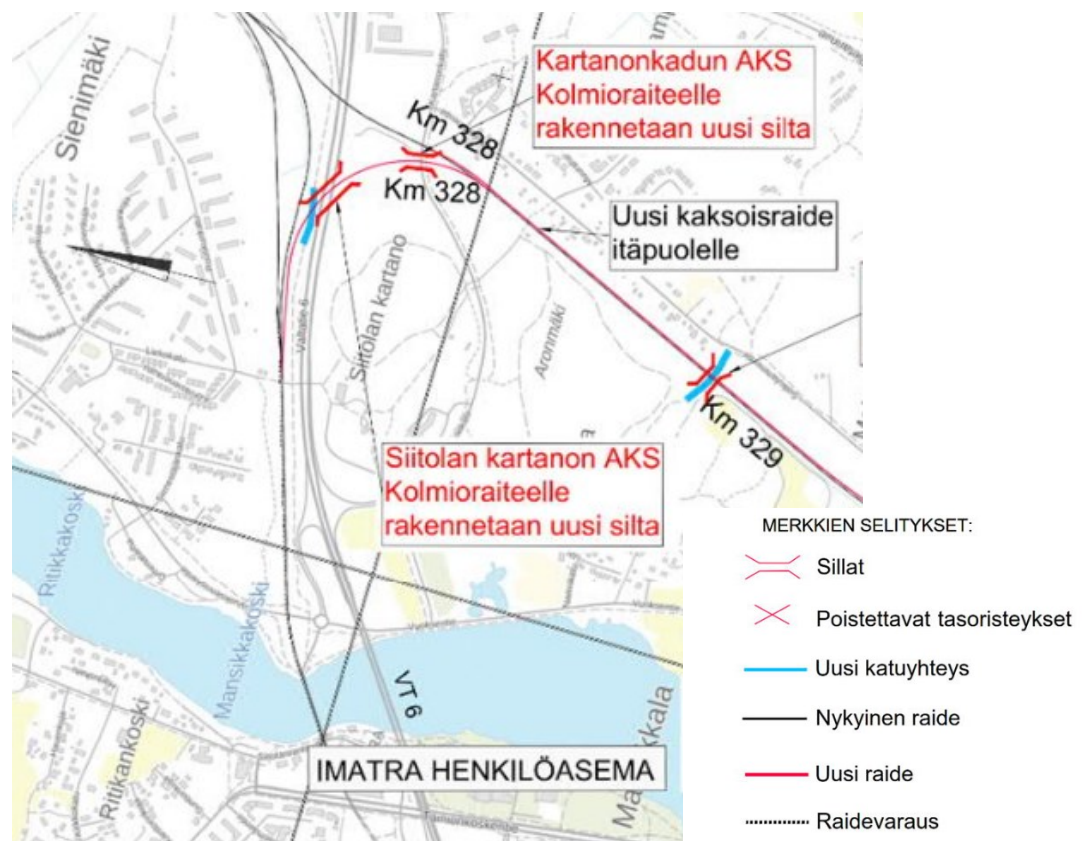 Sienimäki
Kartanonkadun AKS
Kolmioraiteelle
rakennetaan uusi silta
Km 328
Km 328
Uusi kaksoisraide
itäpuolelle
Siitolan kartano
Valtatie 6
Aronmäki
Km 329
Siitolan kartanon AKS
Kolmioraiteelle
rakennetaan uusi silta
Ritikkakoski
Mansikkakoski
VT 6
IMATRA HENKILÖASEMA
Ritikankoski
MERKKIEN SELITYKSET:
Sillat
Poistettavat tasoristeykset
Uusi katuyhteys
Nykyinen raide
Uusi raide
Raidevaraus